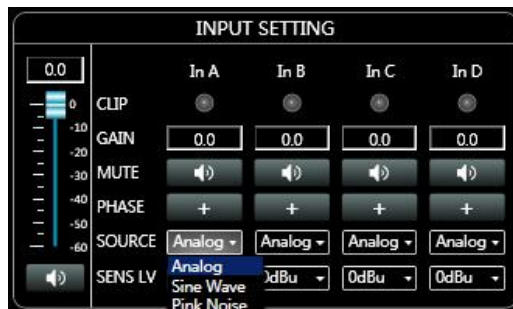 INPUT SETTING
0.0 In A In B In C In D
0 CLIP
-10 GAIN 0.0 0.0 0.0 0.0
-20
-30 MUTE
-40 PHASE + + + +
-50 SOURCE Analog Analog Analog Analog
-60
SENS LV Analog 0dBu 0dBu 0dBu
Sine Wave
Pink Noise